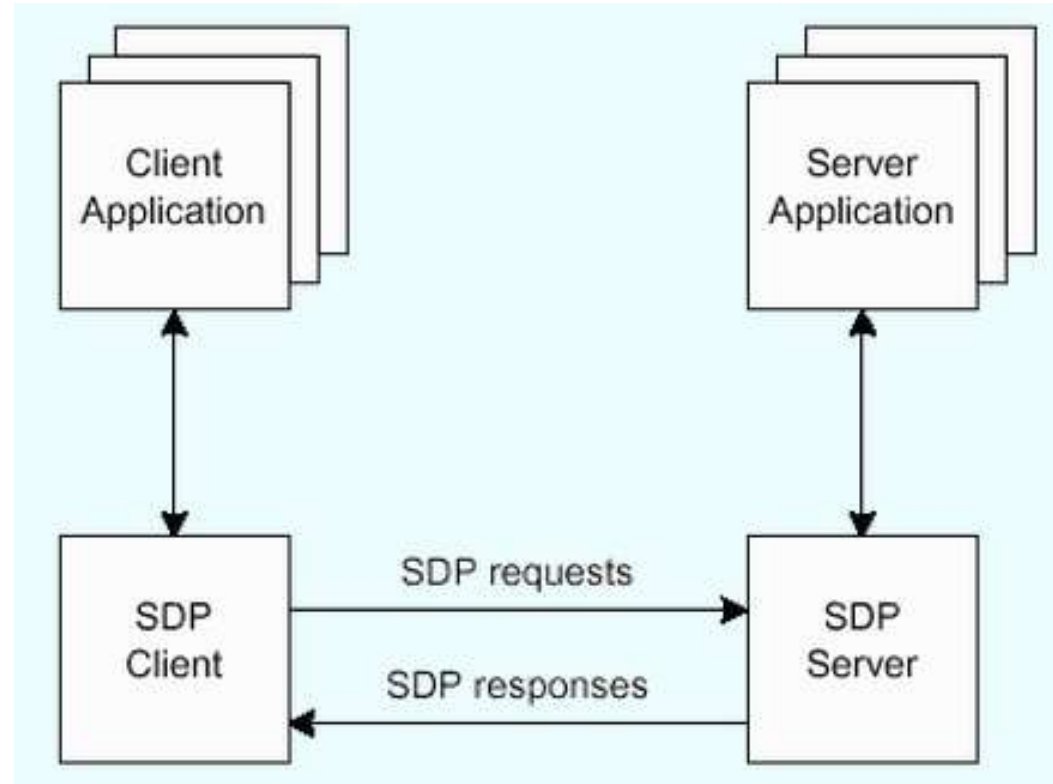 Client
Application
Server
Application
SDP requests
SDP
Client
SDP
Server
SDP responses